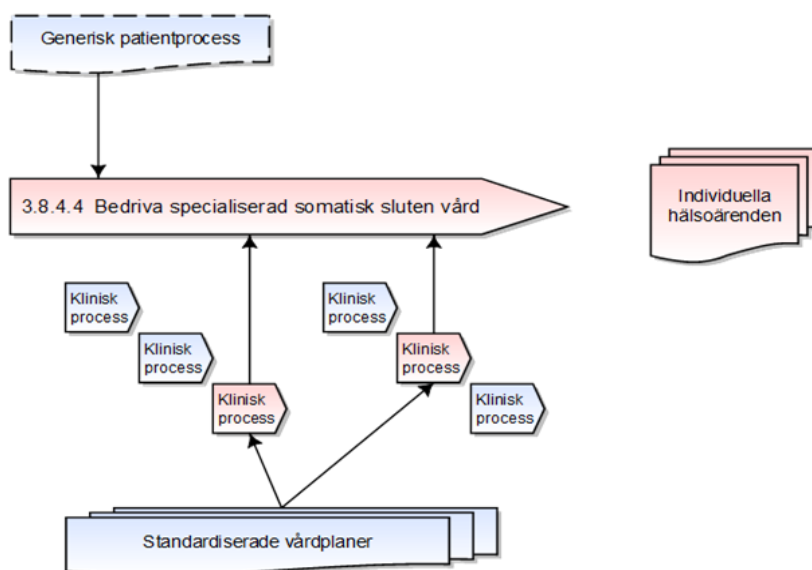 Generisk patientprocess
3.8.4.4 Bedriva specialiserad somatisk sluten vård
Individuella
hälsoärenden
Klinisk
process
Klinisk
process
Klinisk
process
Klinisk
process
Klinisk
process
Klinisk
process
Standardiserade vårdplaner